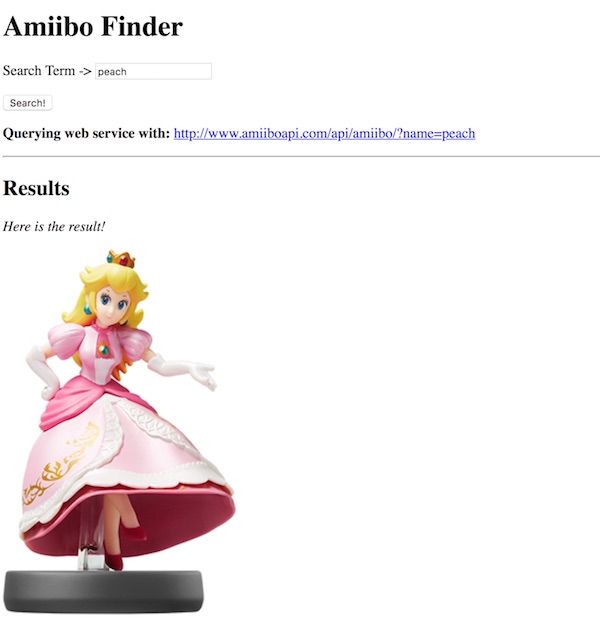 Amiibo Finder
Search Term -> peach
Search!
Querying web service with: http://www.amiiboapi.com/api/amiibo/?name=peach
Results
Here is the result!